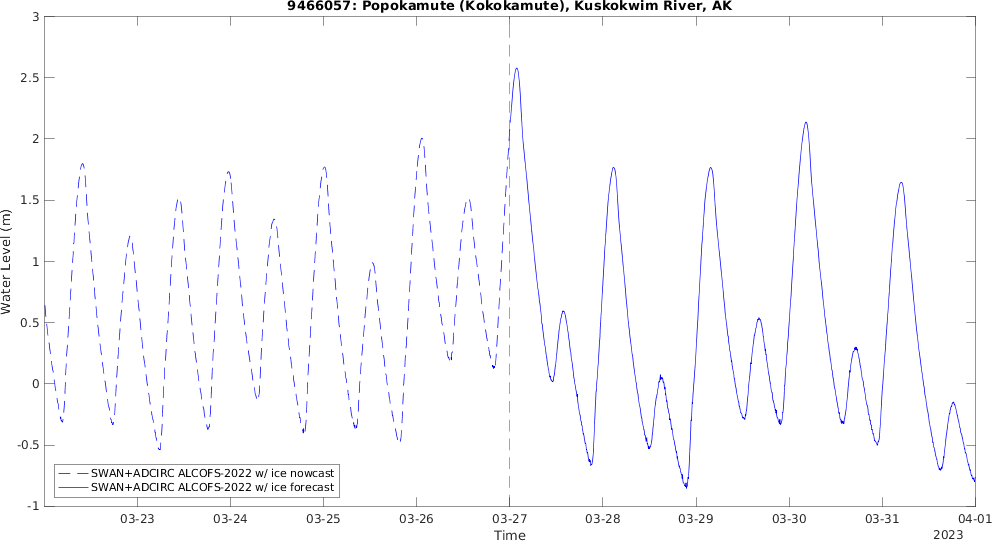 9466057: Popokamute (Kokokamute), Kuskokwim River, AK
Water Level (m)
3
2.5
2
1.5
1
0.5
0
-0.5
-1
SWAN+ADCIRC ALCOFS-2022 w/ ice nowcast
SWAN+ADCIRC ALCOFS-2022 w/ ice forecast
03-23 03-24 03-25 03-26 03-27 03-28 03-29 03-30 03-31 04-01
Time
2023